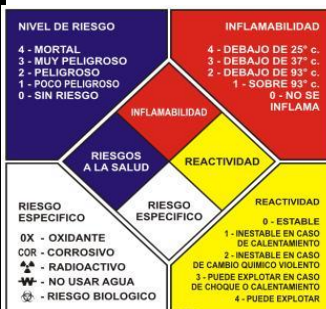 NIVEL DE RIESGO
4 - MORTAL
3 - MUY PELIGROSO
2 - PELIGROSO
1 - POCO PELIGROSO
0 - SIN RIESGO
INFLAMABILIDAD
4 - DEBAJO DE 25° c.
3 - DEBAJO DE 37° c.
2 - DEBAJO DE 93° c.
1 - SOBRE 93° c.
0 - NO SE
INFLAMA
INFLAMABILIDAD
RIESGOS
A LA SALUD
REACTIVIDAD
RIESGO
ESPECIFICO
RIESGO
ESPECIFICO
0X - OXIDANTE
COR - CORROSIVO
- RADIOACTIVO
W - NO USAR AGUA
- RIESGO BIOLOGICO
REACTIVIDAD
0 - ESTABLE
1 - INESTABLE EN CASO
DE CALENTAMIENTO
2 - INESTABLE EN CASO
DE CAMBIO QUIMICO VIOLENTO
3 - PUEDE EXPLOTAR EN CASO
DE CHOQUE O CALENTAMIENTO
4 - PUEDE EXPLOTAR